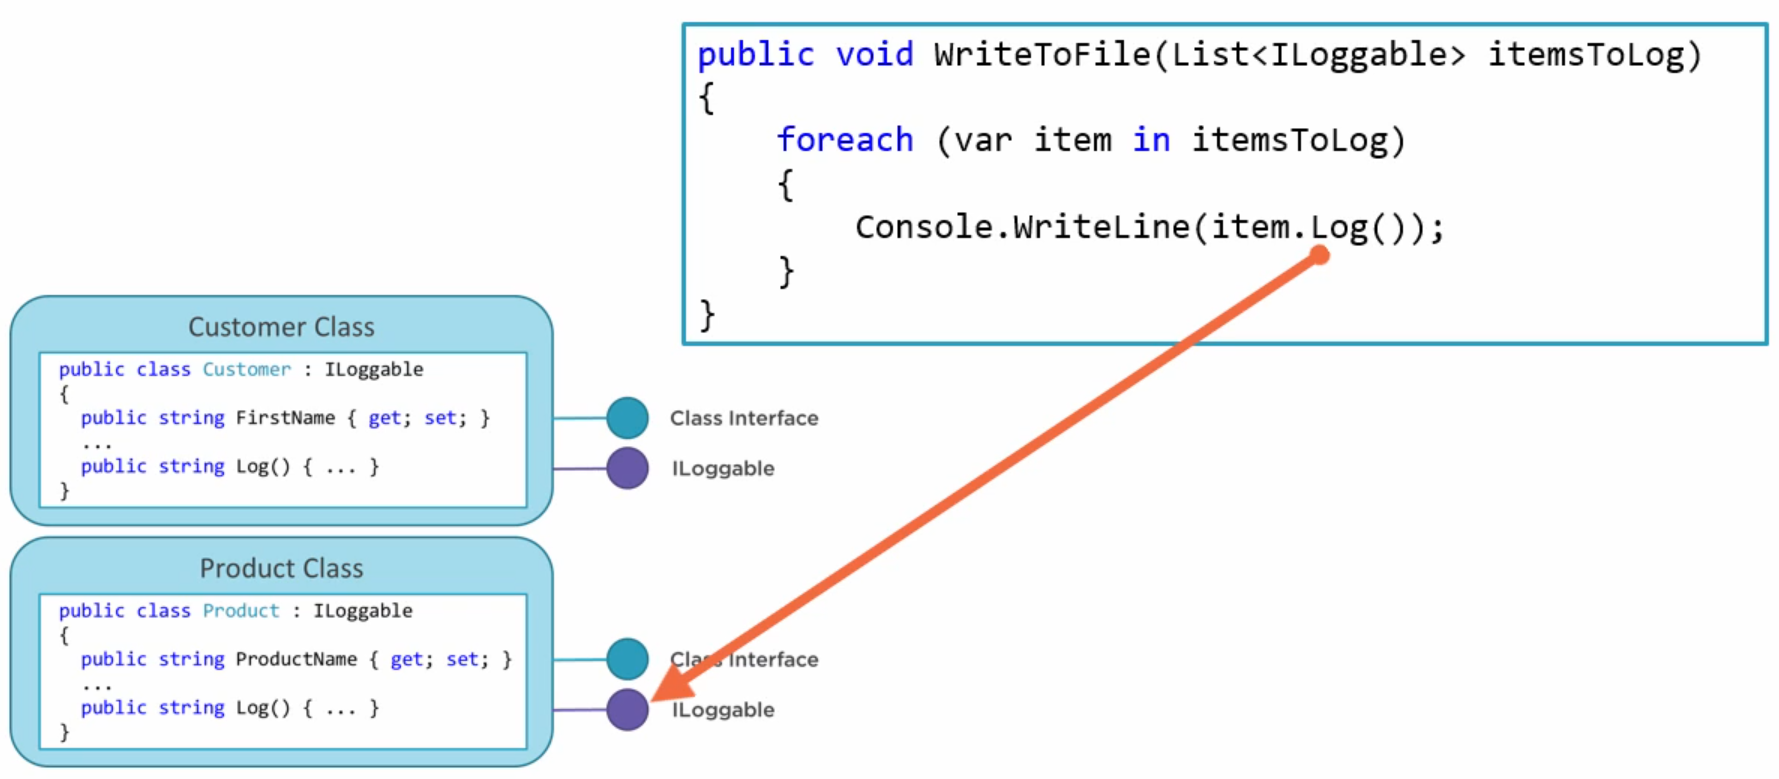 public void WriteToFile(List<ILoggable> itemsToLog)
{
    foreach (var item in itemsToLog)
    {
        Console.WriteLine(item.Log());
    }
}
Customer Class
public class Customer : ILoggable
{
  public string FirstName { get; set; }
  ...
  public string Log() { ... }
}
Class Interface
ILoggable
Product Class
public class Product : ILoggable
{
  public string ProductName { get; set; }
  ...
  public string Log() { ... }
}
Class Interface
ILoggable